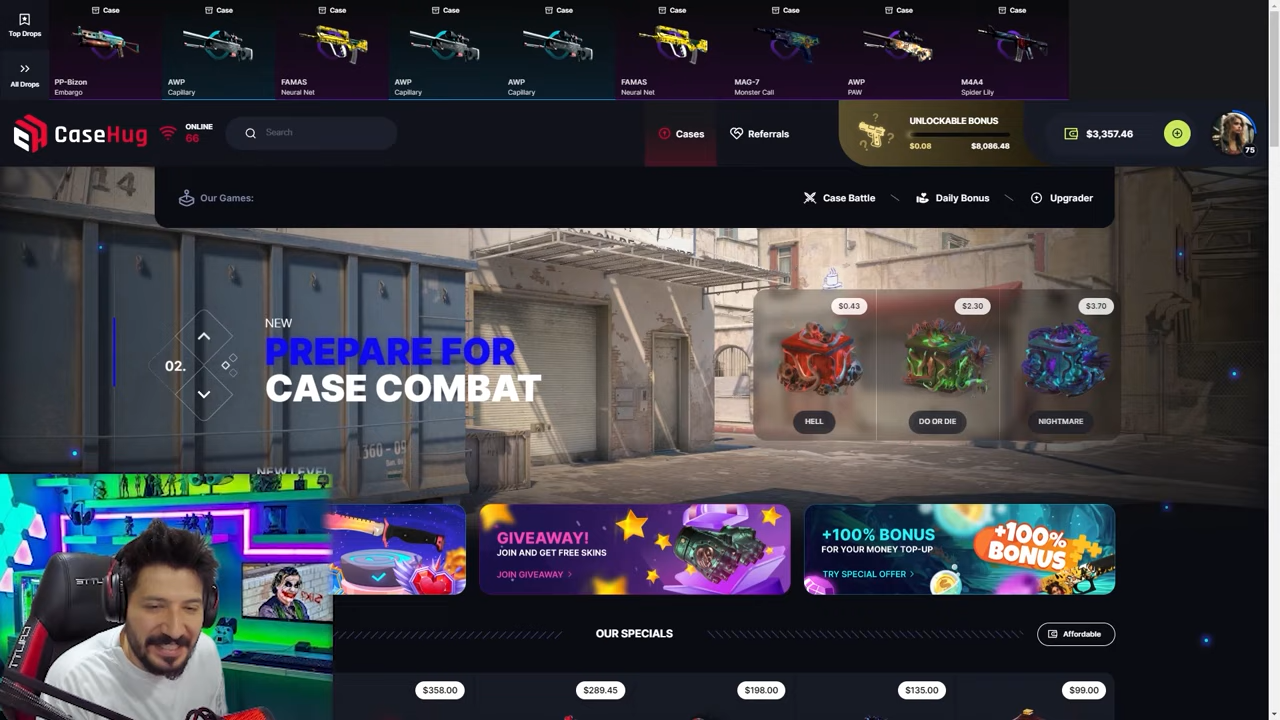 Top Drops
All Drops
Case
PP-Bizon
Embargo
Case
AWP
Capillary
Case
FAMAS
Neural Net
Case
AWP
Capillary
Case
AWP
Capillary
Case
FAMAS
Neural Net
Case
MAG-7
Monster Call
Case
AWP
PAW
Case
M4A4
Spider Lily
CaseHug
ONLINE
66
Search
Cases
Referrals
UNLOCKABLE BONUS
$0.08 $8,086.48
$3,357.46
75
Our Games:
Case Battle
Daily Bonus
Upgrader
14
02.
NEW
PREPARE FOR
CASE COMBAT
$0.43
$2.30
$3.70
HELL
DO OR DIE
NIGHTMARE
NEW LEVEL
GIVEAWAY!
JOIN AND GET FREE SKINS
JOIN GIVEAWAY
+100% BONUS
FOR YOUR MONEY TOP-UP
TRY SPECIAL OFFER
+100%
BONUS
OUR SPECIALS
Affordable
$358.00
$289.45
$198.00
$135.00
$99.00